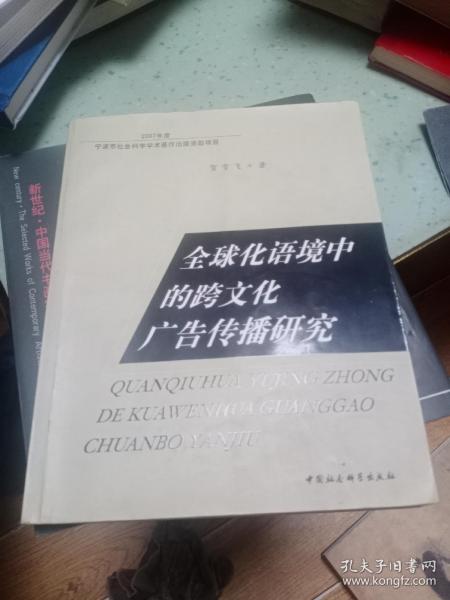 2007年度
宁波市社会科学学术著作出版资助项目
贺雪飞·著
全球化语境中
的跨文化
广告传播研究
QUANQIUHUA YUJING ZHONG
DE KUAWENHUA GUANGGAO
CHUANBO YANJIU
中国社会科学出版社
新世纪·中国当代
New century·The Selected Works of Contemporary
孔夫子旧书网
www.kongfz.com